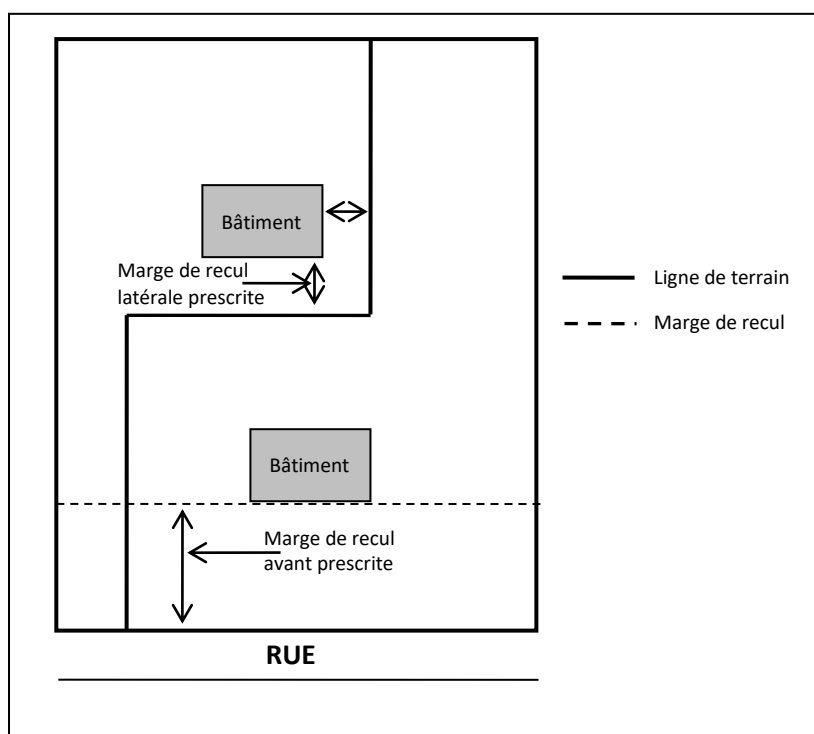 Bâtiment
Marge de recul
latérale prescrite
Ligne de terrain
Marge de recul
Bâtiment
Marge de recul
avant prescrite
RUE